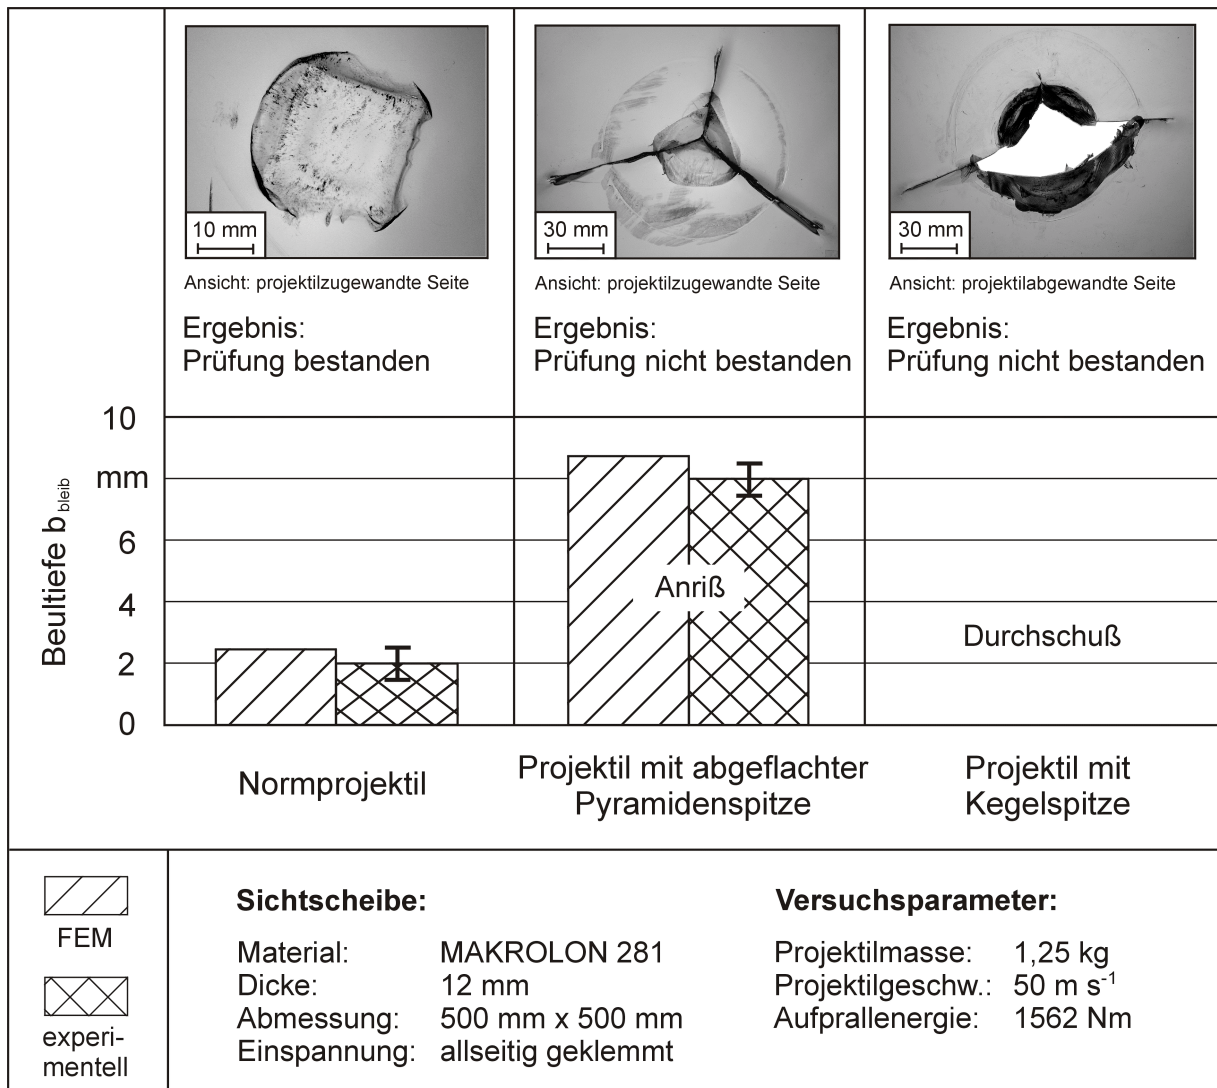 10 mm
30 mm
30 mm
Ansicht: projektilzugewandte Seite
Ansicht: projektilzugewandte Seite
Ansicht: projektilabgewandte Seite
Ergebnis:
Prüfung bestanden
Ergebnis:
Prüfung nicht bestanden
Ergebnis:
Prüfung nicht bestanden
Beultiefe b bleib
10
mm
6
4
2
0
Anriß
Durchschuß
Normprojektil
Projektil mit abgeflachter
Pyramidenspitze
Projektil mit
Kegelspitze
FEM
experi-
mentell
Sichtscheibe:
Material: MAKROLON 281
Dicke: 12 mm
Abmessung: 500 mm x 500 mm
Einspannung: allseitig geklemmt
Versuchsparameter:
Projektilmasse: 1,25 kg
Projektilgeschw.: 50 m s⁻¹
Aufprallenergie: 1562 Nm